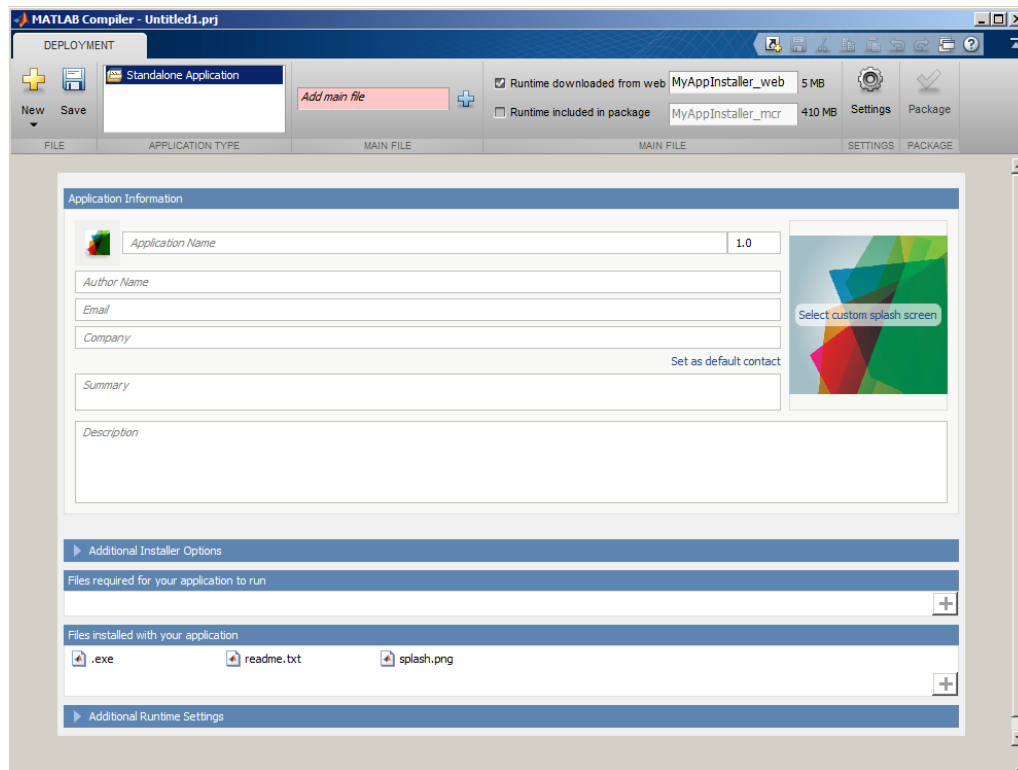 MATLAB Compiler - Untitled1.prj
DEPLOYMENT
New
Save
Standalone Application
Add main file
Runtime downloaded from web MyAppInstaller_web 5 MB
Runtime included in package MyAppInstaller_mcr 410 MB
Settings
Package
FILE APPLICATION TYPE MAIN FILE MAIN FILE SETTINGS PACKAGE
Application Information
Application Name 1.0
Author Name
Email
Select custom splash screen
Company
Set as default contact
Summary
Description
Additional Installer Options
Files required for your application to run
Files installed with your application
.exe readme.txt splash.png
Additional Runtime Settings